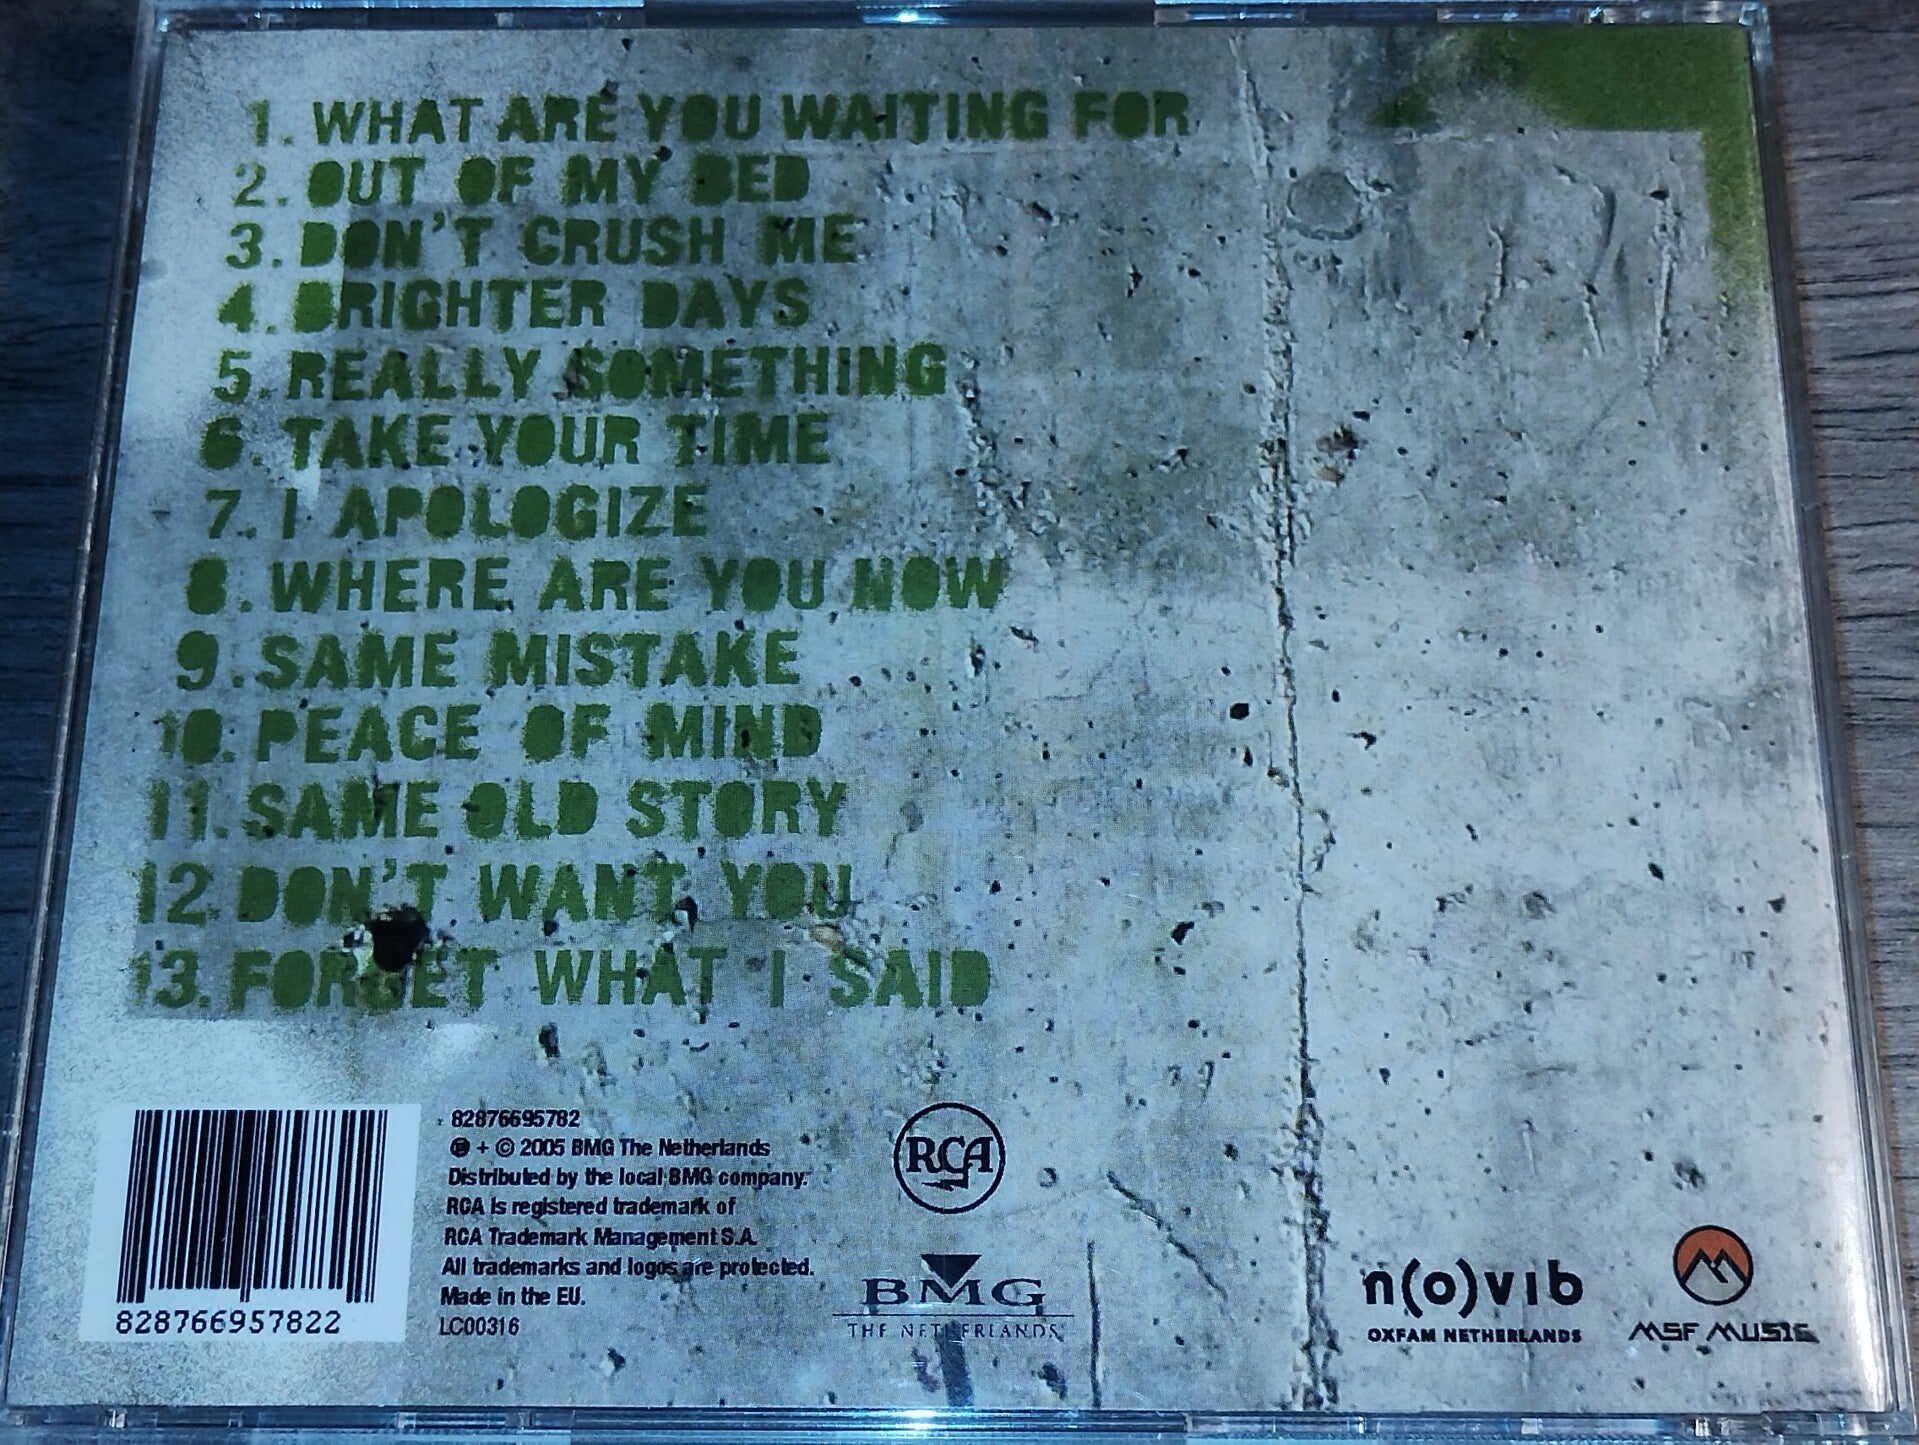 1. WHAT ARE YOU WAITING FOR
2. OUT OF MY BED
3. DON'T CRUSH ME
4. BRIGHTER DAYS
5. REALLY SOMETHING
6. TAKE YOUR TIME
7. I APOLOGIZE
8. WHERE ARE YOU NOW
9. SAME MISTAKE
10. PEACE OF MIND
11. SAME OLD STORY
12. DON'T WANT YOU
13. FORGET WHAT I SAID
828766957822
82876695782
℗ + © 2005 BMG The Netherlands
Distributed by the local BMG company.
RCA is registered trademark of
RCA Trademark Management S.A.
All trademarks and logos are protected.
Made in the EU.
LC00316
RCA
BMG
THE NETHERLANDS
n(o)vib
OXFAM NETHERLANDS
MSF MUSIC